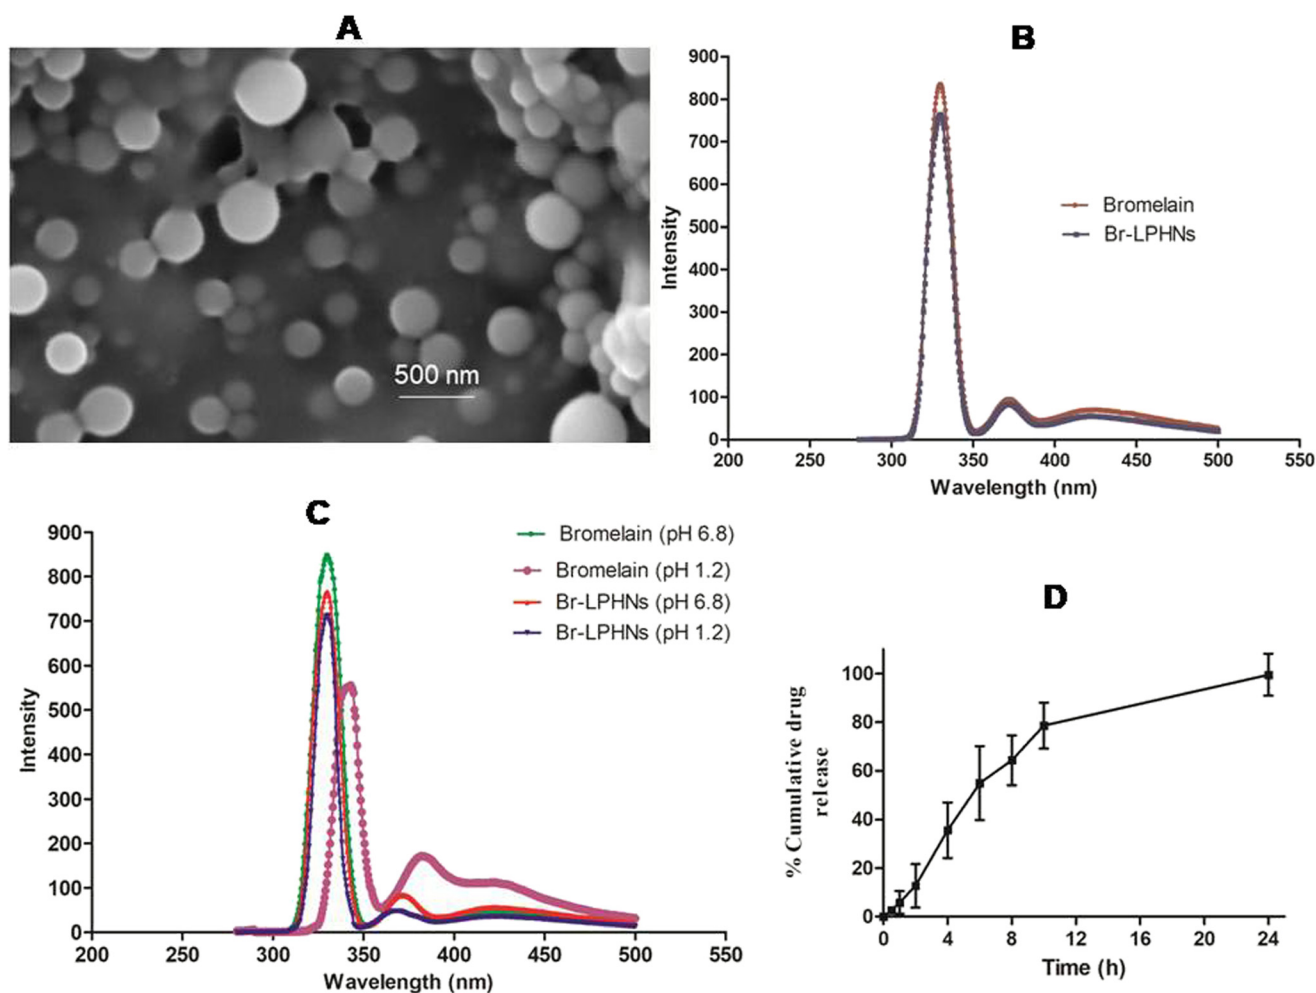 A
500 nm
B
900
800
700
600
500
400
300
200
100
0
Intensity
200
250
300
350
400
450
500
550
Wavelength (nm)
Bromelain
Br-LPHNs
C
900
800
700
600
500
400
300
200
100
0
Intensity
200
250
300
350
400
450
500
550
Wavelength (nm)
Bromelain (pH 6.8)
Bromelain (pH 1.2)
Br-LPHNs (pH 6.8)
Br-LPHNs (pH 1.2)
D
% Cumulative drug
release
100
80
60
40
20
0
0
4
8
12
16
20
24
Time (h)